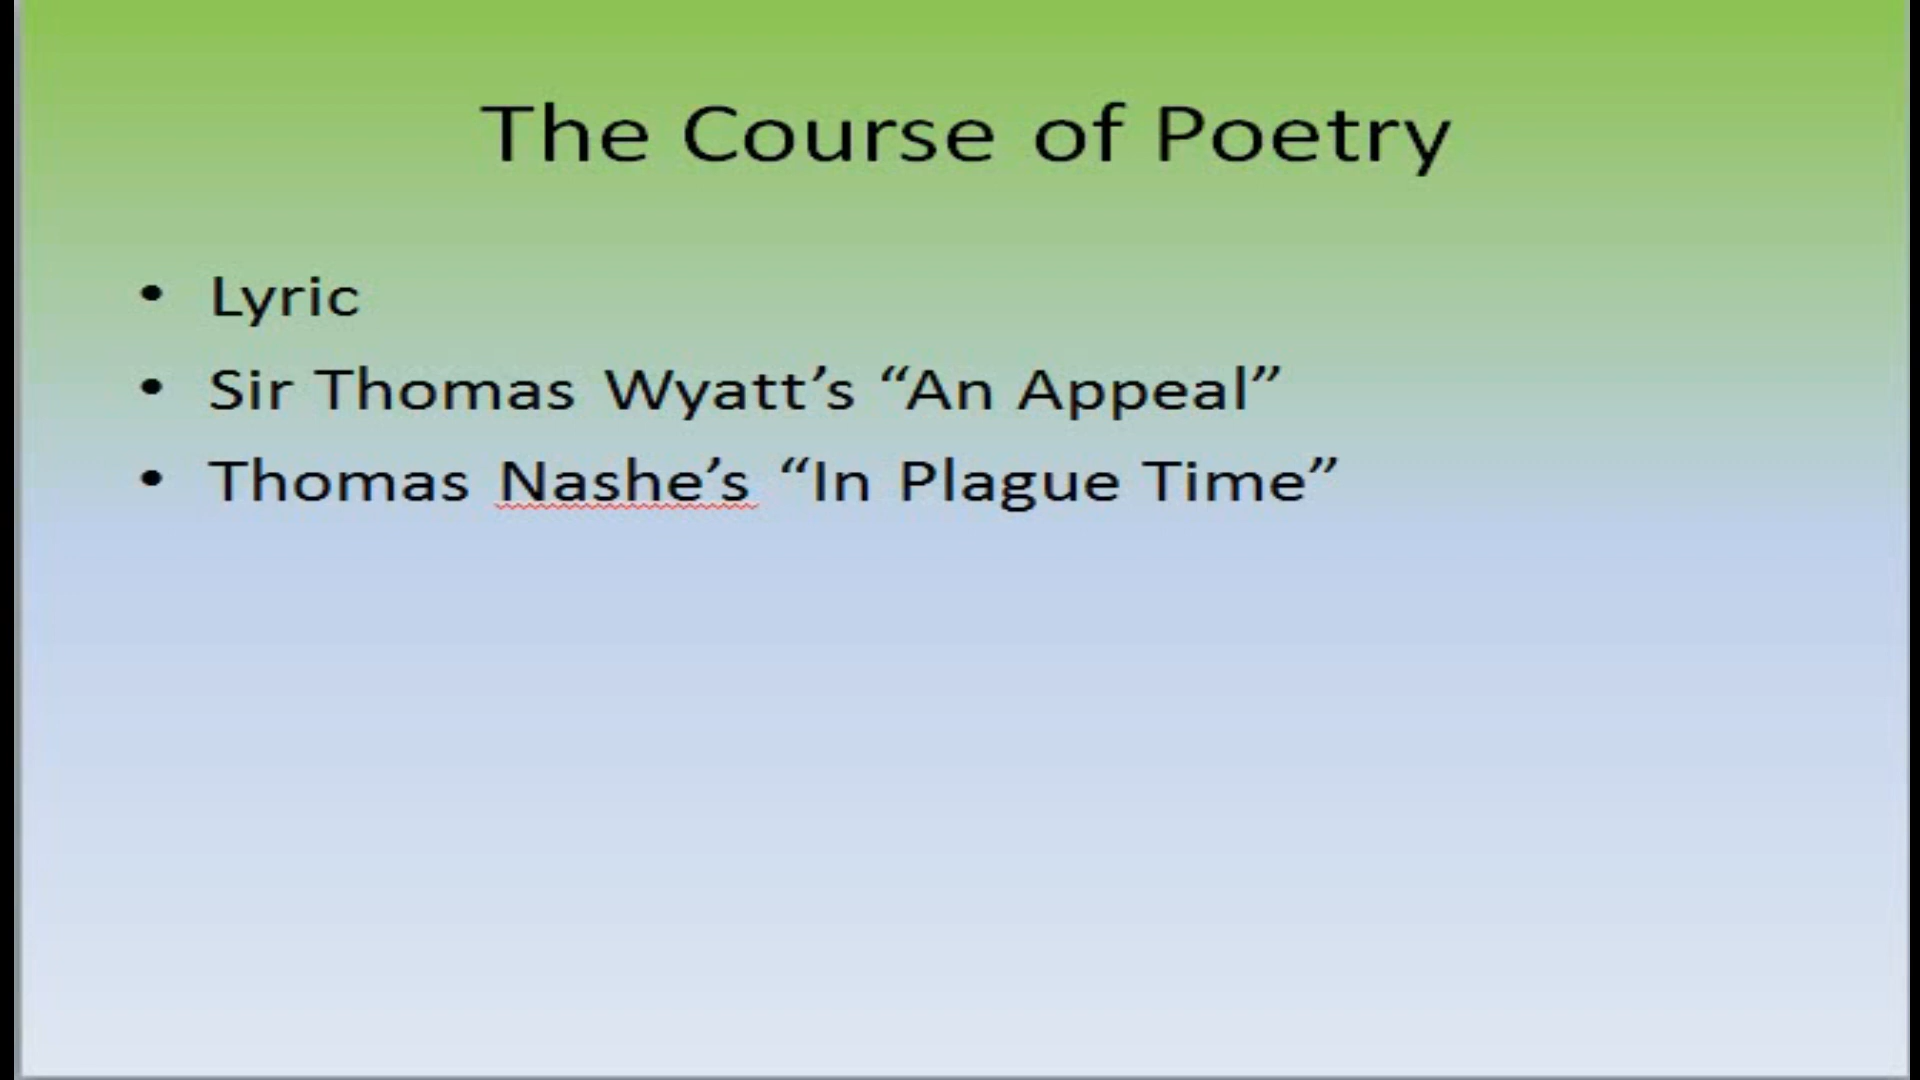 The Course of Poetry
• Lyric
• Sir Thomas Wyatt’s “An Appeal”
• Thomas Nashe’s “In Plague Time”